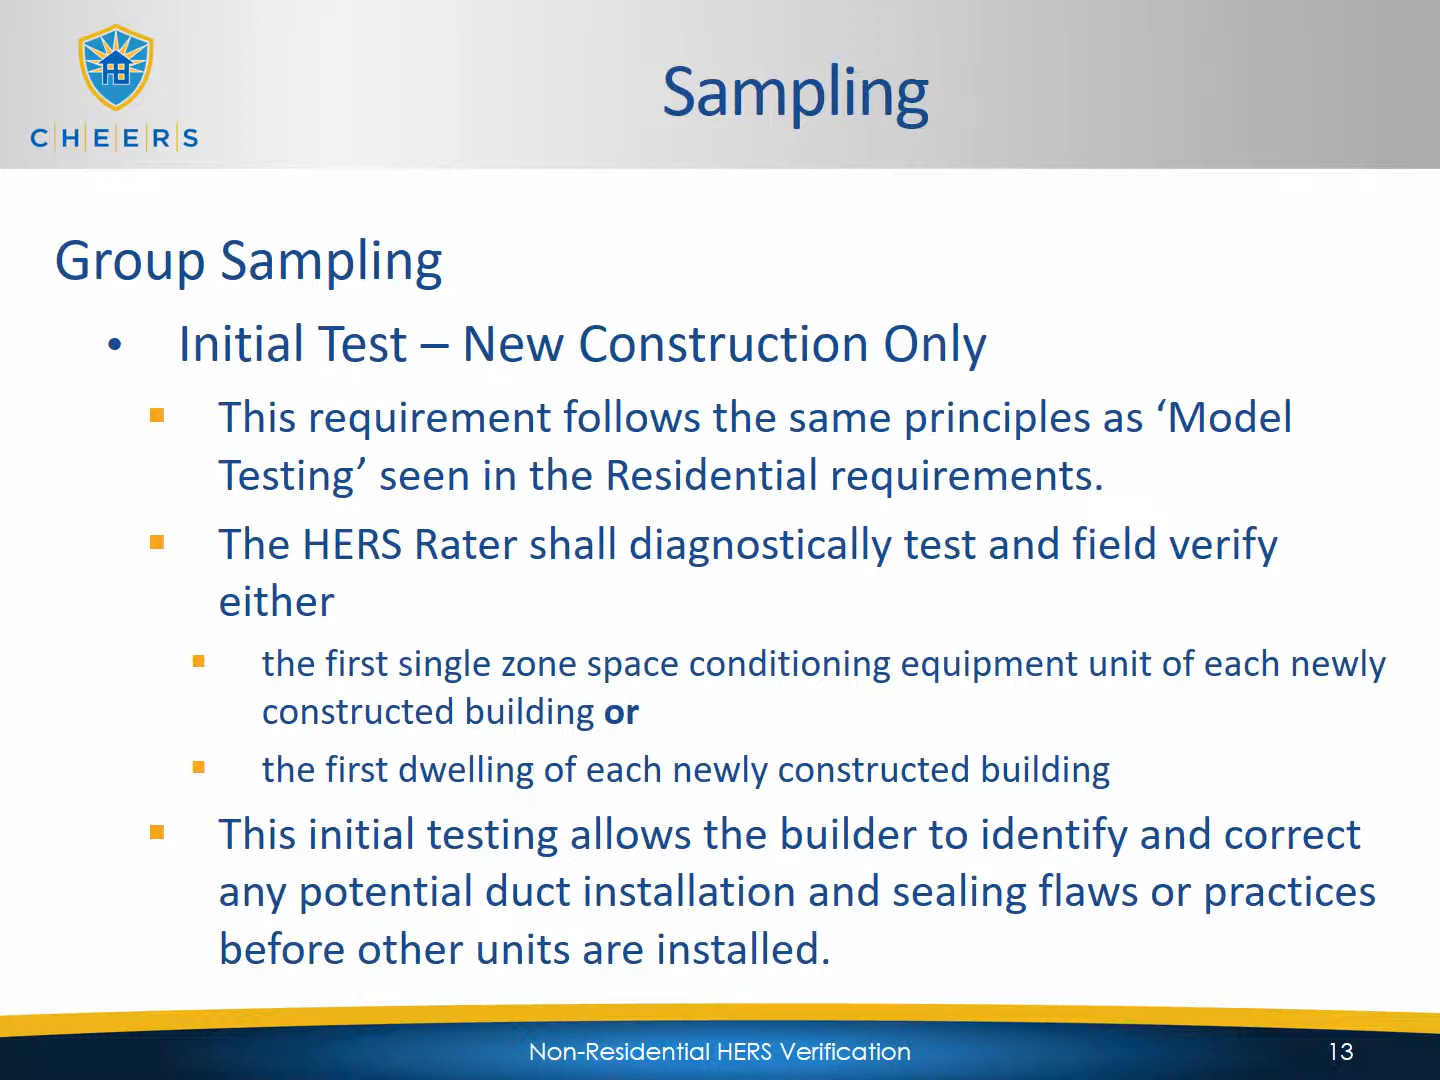 C|H|E|E|R|S
Sampling
Group Sampling
• Initial Test – New Construction Only
▪ This requirement follows the same principles as ‘Model
Testing’ seen in the Residential requirements.
▪ The HERS Rater shall diagnostically test and field verify
either
▪ the first single zone space conditioning equipment unit of each newly
constructed building or
▪ the first dwelling of each newly constructed building
▪ This initial testing allows the builder to identify and correct
any potential duct installation and sealing flaws or practices
before other units are installed.
Non-Residential HERS Verification
13